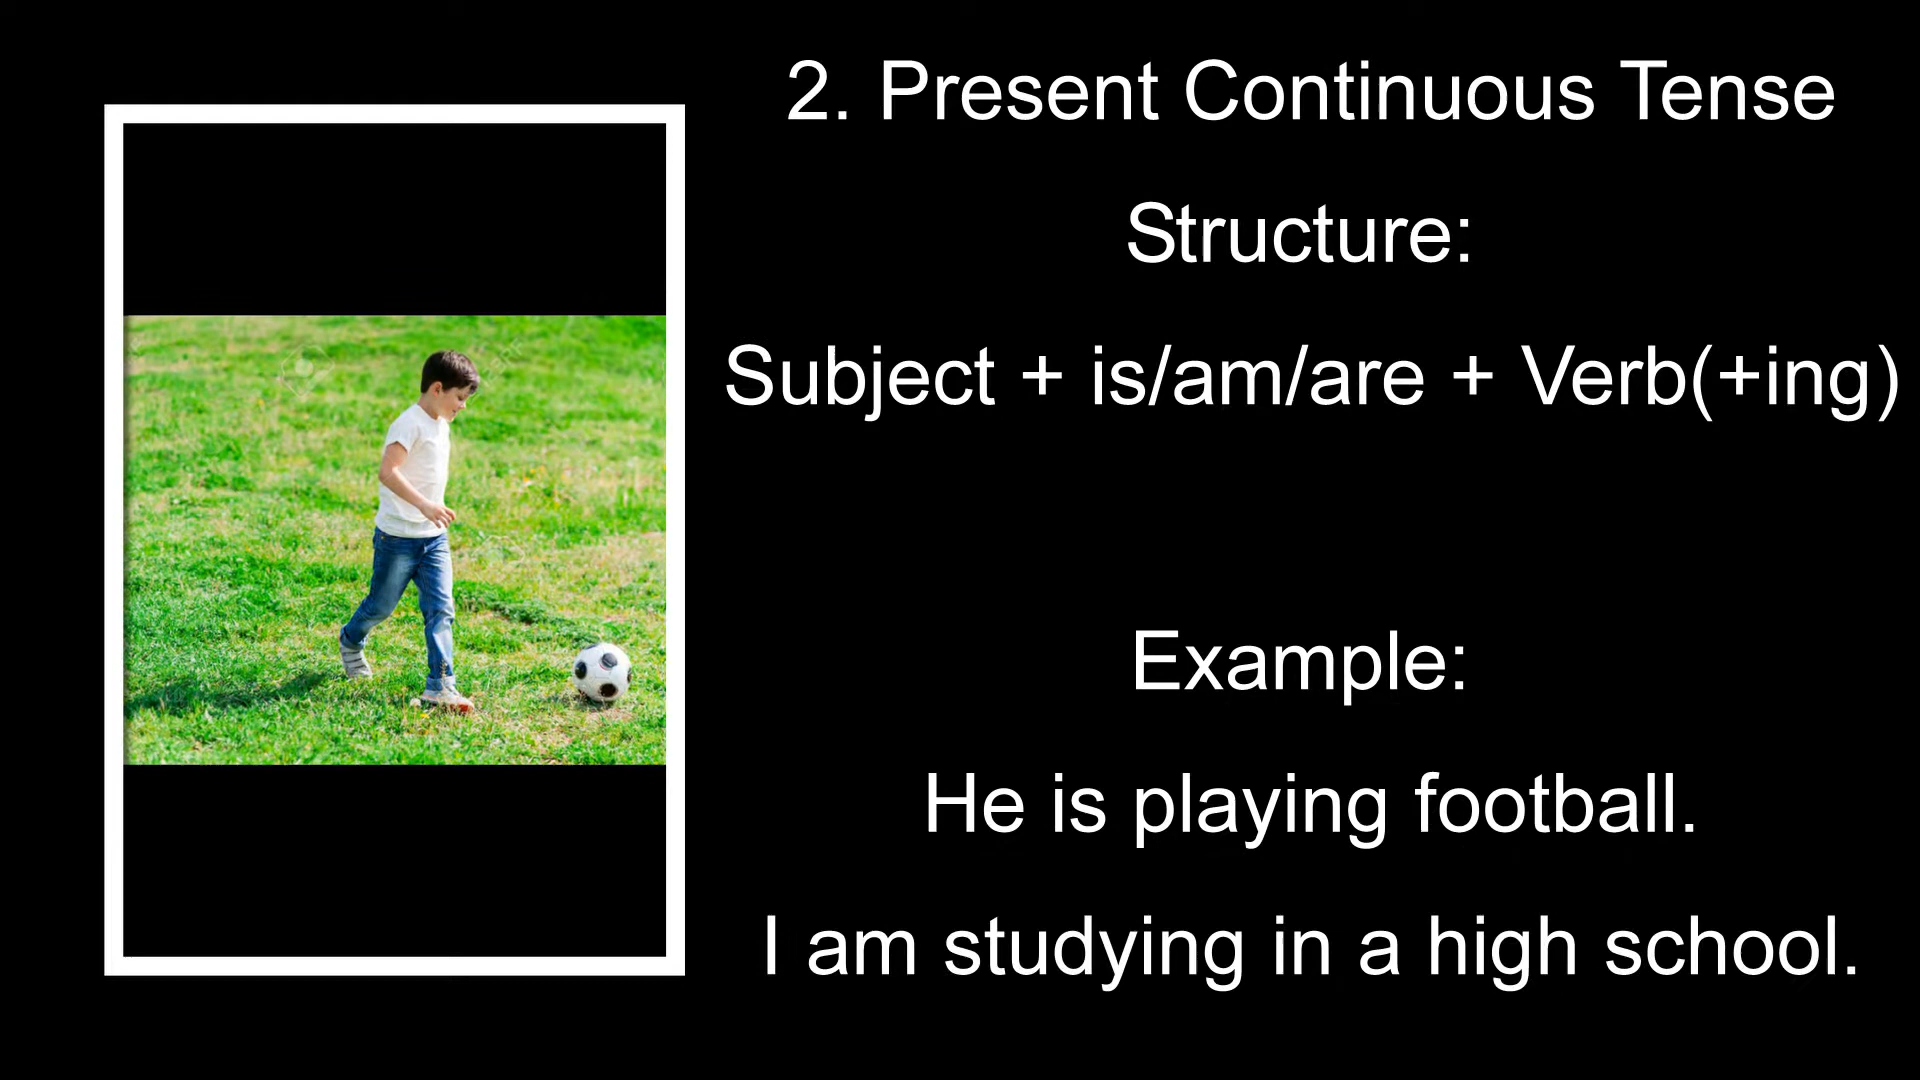 2. Present Continuous Tense
Structure:
Subject + is/am/are + Verb(+ing)
Example:
He is playing football.
I am studying in a high school.